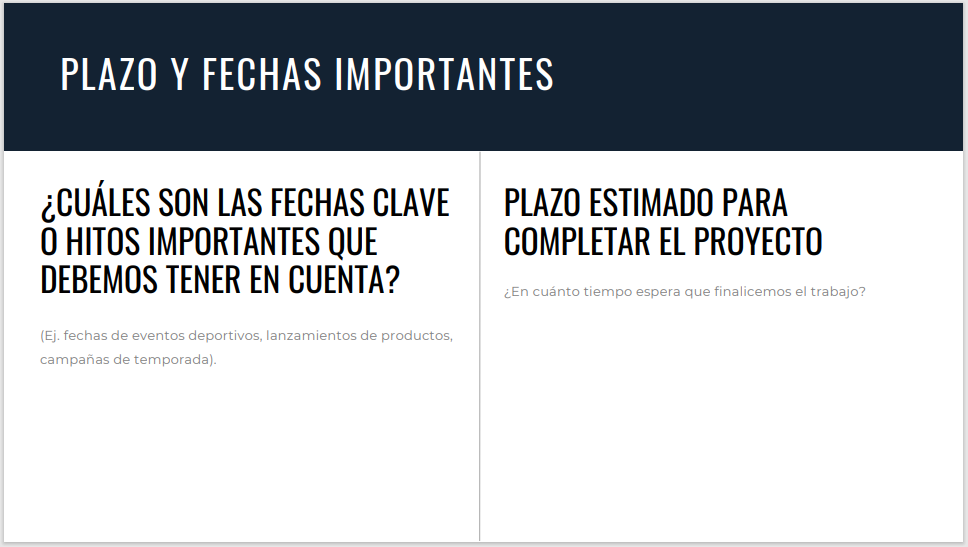 PLAZO Y FECHAS IMPORTANTES
¿CUÁLES SON LAS FECHAS CLAVE
O HITOS IMPORTANTES QUE
DEBEMOS TENER EN CUENTA?
(Ej. fechas de eventos deportivos, lanzamientos de productos,
campañas de temporada).
PLAZO ESTIMADO PARA
COMPLETAR EL PROYECTO
¿En cuánto tiempo espera que finalicemos el trabajo?